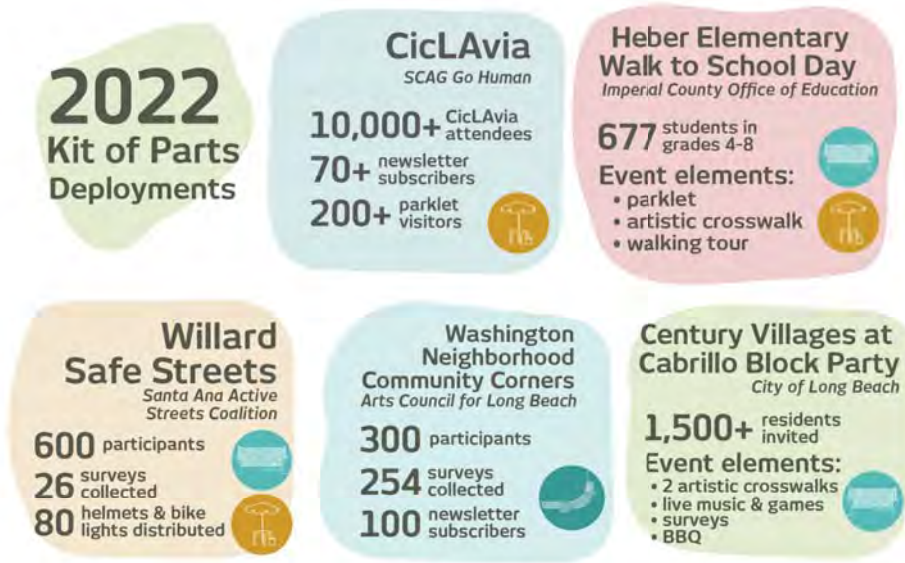 2022
Kit of Parts
Deployments
CicLAvia
SCAG Go Human
10,000+ CicLAvia attendees
70+ newsletter subscribers
200+ parklet visitors
Heber Elementary
Walk to School Day
Imperial County Office of Education
677 students in grades 4-8
Event elements:
• parklet
• artistic crosswalk
• walking tour
Willard
Safe Streets
Santa Ana Active
Streets Coalition
600 participants
26 surveys collected
80 helmets & bike lights distributed
Washington
Neighborhood
Community Corners
Arts Council for Long Beach
300 participants
254 surveys collected
100 newsletter subscribers
Century Villages at
Cabrillo Block Party
City of Long Beach
1,500+ residents invited
Event elements:
• 2 artistic crosswalks
• live music & games
• surveys
• BBQ